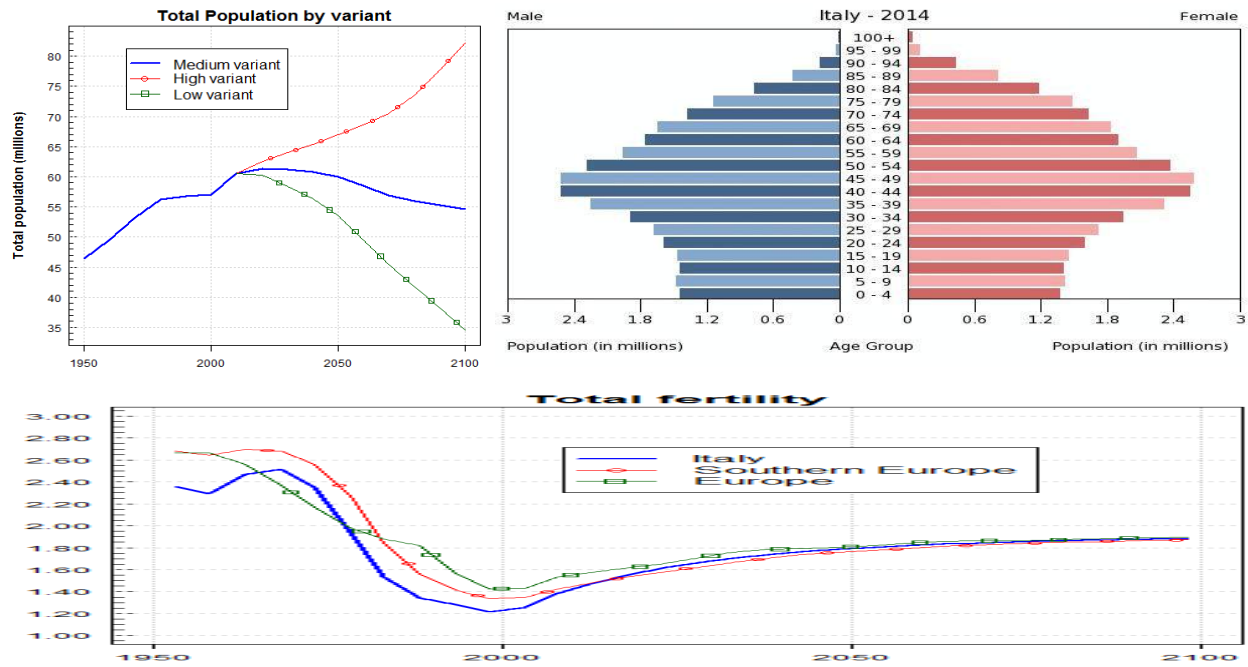 Total Population by variant
Total population (millions)
80
75
70
65
60
55
50
45
40
35
Medium variant
High variant
Low variant
1950 2000 2050 2100
Male Italy - 2014 Female
100+
95 - 99
90 - 94
85 - 89
80 - 84
75 - 79
70 - 74
65 - 69
60 - 64
55 - 59
50 - 54
45 - 49
40 - 44
35 - 39
30 - 34
25 - 29
20 - 24
15 - 19
10 - 14
5 - 9
0 - 4
3 2.4 1.8 1.2 0.6 0 0 0.6 1.2 1.8 2.4 3
Population (in millions) Age Group Population (in millions)
Total fertility
3.00
2.80
2.60
2.40
2.20
2.00
1.80
1.60
1.40
1.20
1.00
Italy
Southern Europe
Europe
1950 2000 2050 2100